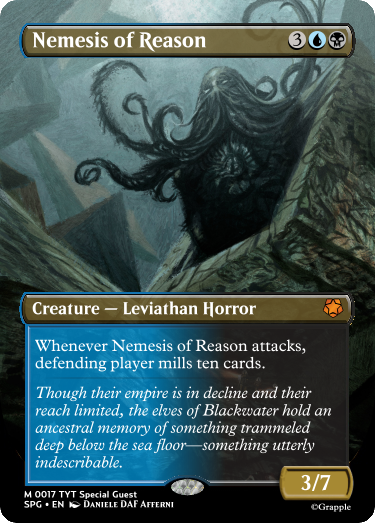 Nemesis of Reason 3
Creature — Leviathan Horror
Whenever Nemesis of Reason attacks,
defending player mills ten cards.
Though their empire is in decline and their
reach limited, the elves of Blackwater hold an
ancestral memory of something trammeled
deep below the sea floor—something utterly
indescribable.
3/7
M 0017 TYT Special Guest
SPG • EN Daniele DAF Afferni
©Grapple